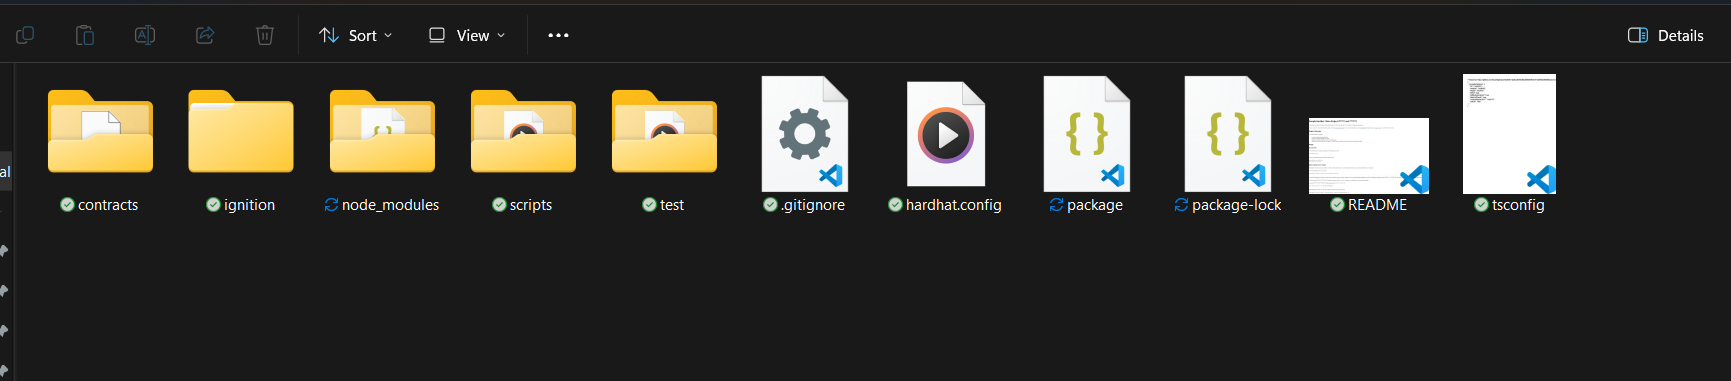 Sort
View
Details
al
contracts
ignition
node_modules
scripts
test
.gitignore
hardhat.config
package
package-lock
README
tsconfig